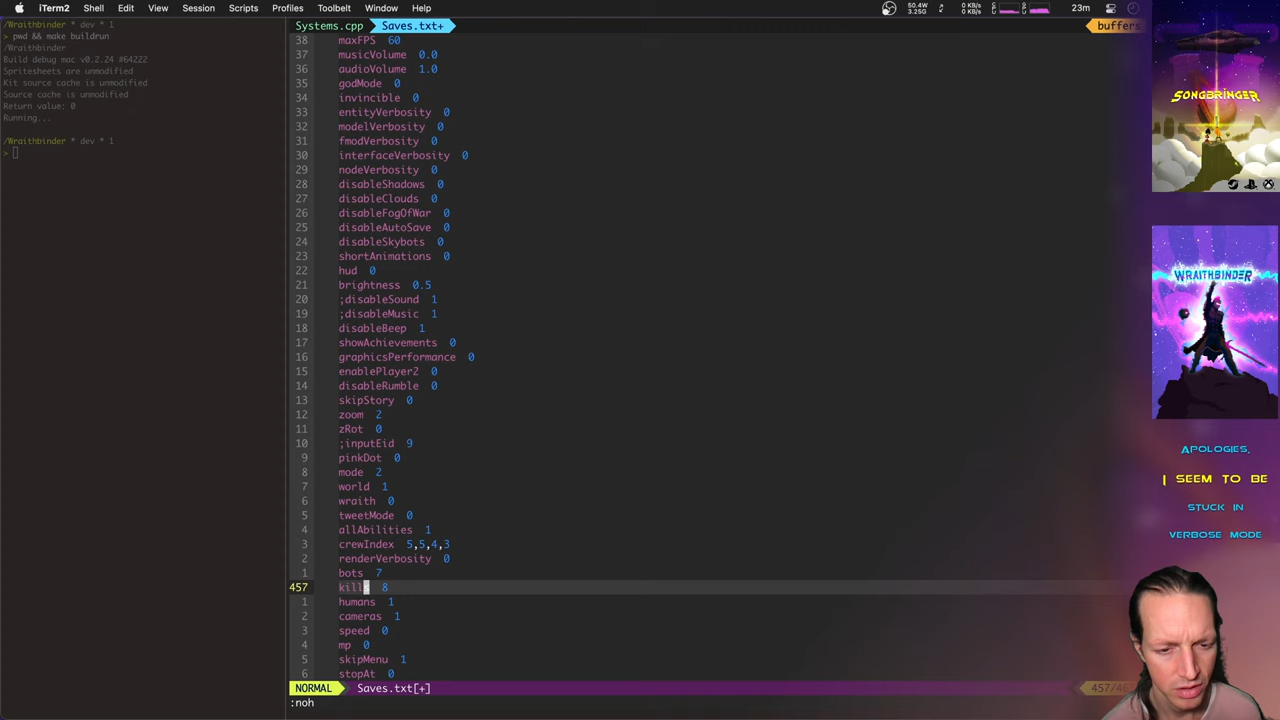 iTerm2 Shell Edit View Session Scripts Profiles Toolbelt Window Help
50.4W 3.250 0 KB/s 0 KB/s 23m
/Wraithbinder * dev * 1
> pwd && make buildrun
/Wraithbinder
Build debug mac v0.2.24 #64222
Spritesheets are unmodified
Kit source cache is unmodified
Source cache is unmodified
Return value: 0
Running...
/Wraithbinder * dev * 1
>
Systems.cpp Saves.txt+ buffers
38 maxFPS 60
37 musicVolume 0.0
36 audioVolume 1.0
35 godMode 0
34 invincible 0
33 entityVerbosity 0
32 modelVerbosity 0
31 fmodVerbosity 0
30 interfaceVerbosity 0
29 nodeVerbosity 0
28 disableShadows 0
27 disableClouds 0
26 disableFogOfWar 0
25 disableAutoSave 0
24 disableSkybots 0
23 shortAnimations 0
22 hud 0
21 brightness 0.5
20 ;disableSound 1
19 ;disableMusic 1
18 disableBeep 1
17 showAchievements 0
16 graphicsPerformance 0
15 enablePlayer2 0
14 disableRumble 0
13 skipStory 0
12 zoom 2
11 zRot 0
10 ;inputEid 9
9 pinkDot 0
8 mode 2
7 world 1
6 wraith 0
5 tweetMode 0
4 allAbilities 1
3 crewIndex 5,5,4,3
2 renderVerbosity 0
1 bots 7
457 kills 8
1 humans 1
2 cameras 1
3 speed 0
4 mp 0
5 skipMenu 1
6 stopAt 0
NORMAL Saves.txt[+]
:noh
SONGBRINGER
WRAITHBINDER
APOLOGIES,
I SEEM TO BE
STUCK IN
VERBOSE MODE